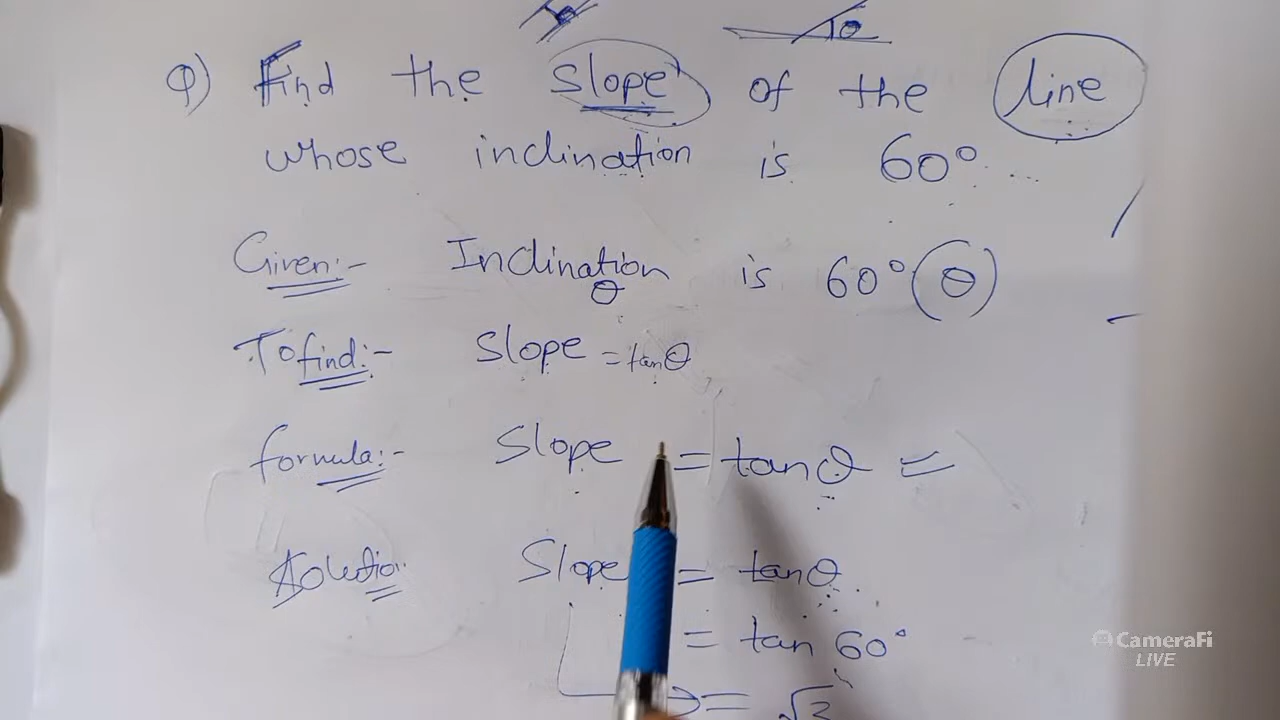 Q) Find the slope of the line
whose inclination is 60°
Given:- Inclination is 60° (θ)
θ
To find:- Slope = tanθ
formula:- Slope = tanθ =
Solution Slope = tanθ
= tan 60°
= √3
CameraFi
LIVE